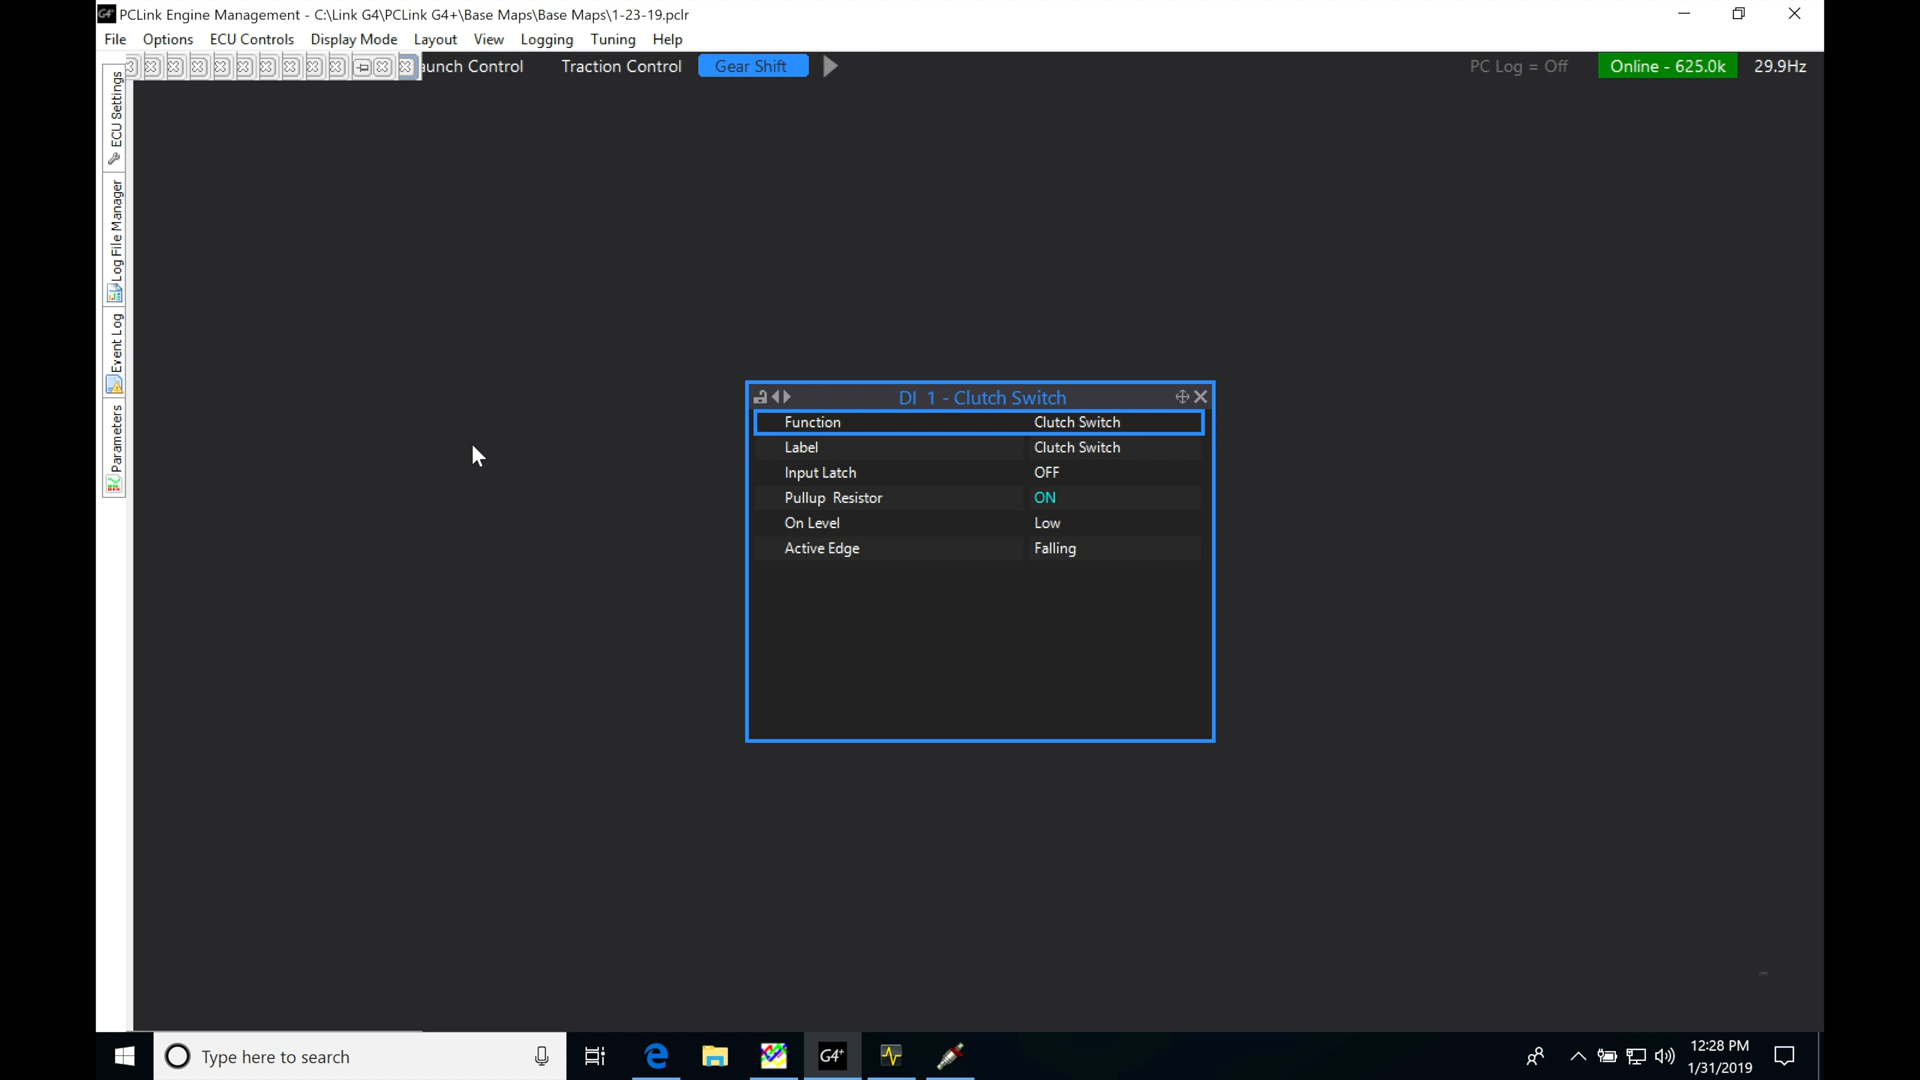 G4+ PCLink Engine Management - C:\Link G4\PCLink G4+\Base Maps\Base Maps\1-23-19.pclr
File Options ECU Controls Display Mode Layout View Logging Tuning Help
aunch Control Traction Control Gear Shift PC Log = Off Online - 625.0k 29.9Hz
ECU Settings
Log File Manager
Event Log
Parameters
DI 1 - Clutch Switch
Function Clutch Switch
Label Clutch Switch
Input Latch OFF
Pullup Resistor ON
On Level Low
Active Edge Falling
Type here to search
G4+
12:28 PM
1/31/2019